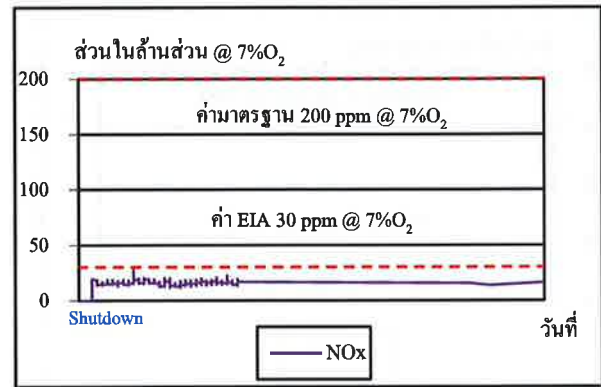 ส่วนในล้านส่วน @ 7%O₂
200
ค่ามาตรฐาน 200 ppm @ 7%O₂
150
100
ค่า EIA 30 ppm @ 7%O₂
50
0
Shutdown
วันที่
NOx